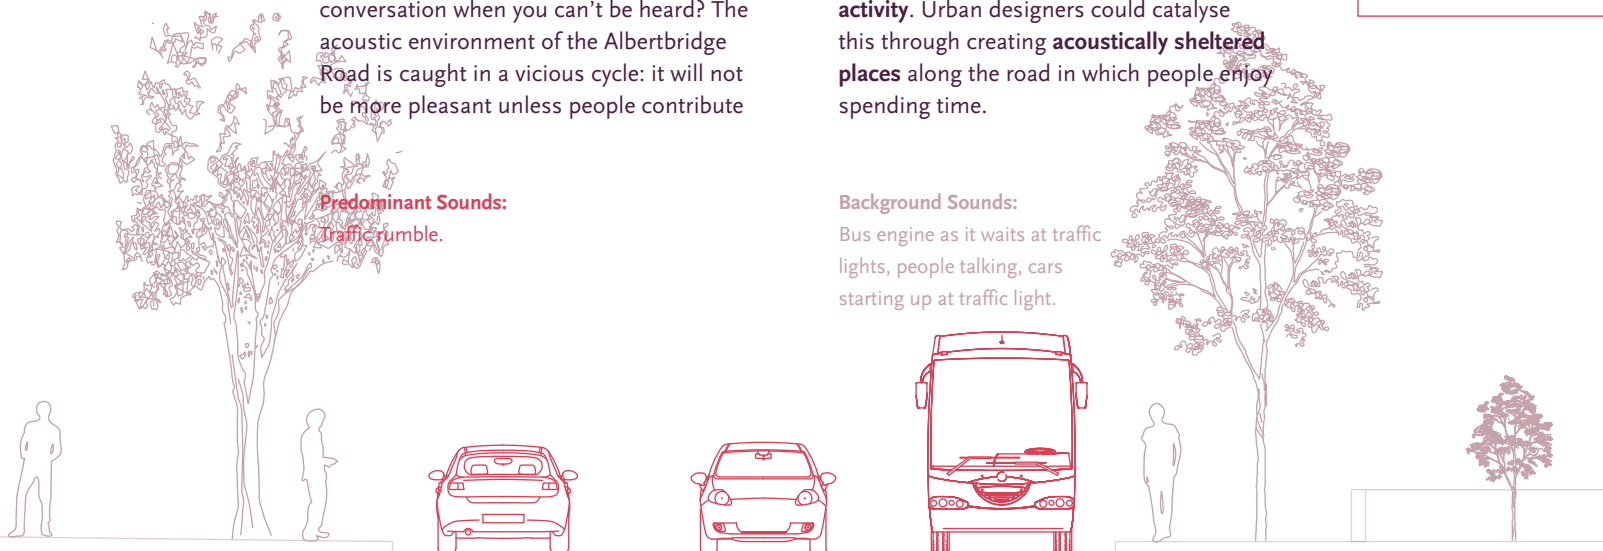 conversation when you can’t be heard? The
acoustic environment of the Albertbridge
Road is caught in a vicious cycle: it will not
be more pleasant unless people contribute
activity. Urban designers could catalyse
this through creating acoustically sheltered
places along the road in which people enjoy
spending time.
Predominant Sounds:
Traffic rumble.
Background Sounds:
Bus engine as it waits at traffic
lights, people talking, cars
starting up at traffic light.